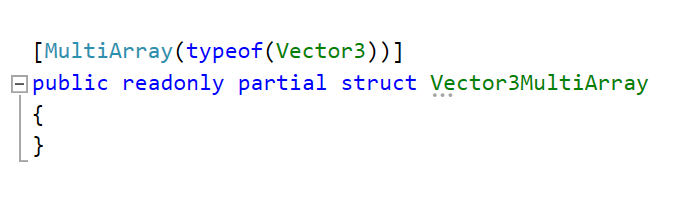 [MultiArray(typeof(Vector3))]
public readonly partial struct Vector3MultiArray
{
}